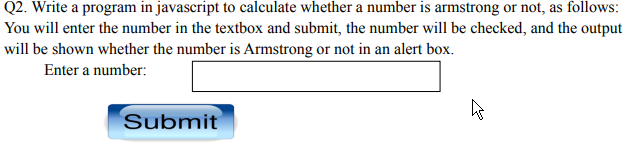 Q2. Write a program in javascript to calculate whether a number is armstrong or not, as follows:
You will enter the number in the textbox and submit, the number will be checked, and the output
will be shown whether the number is Armstrong or not in an alert box.
Enter a number:
Submit